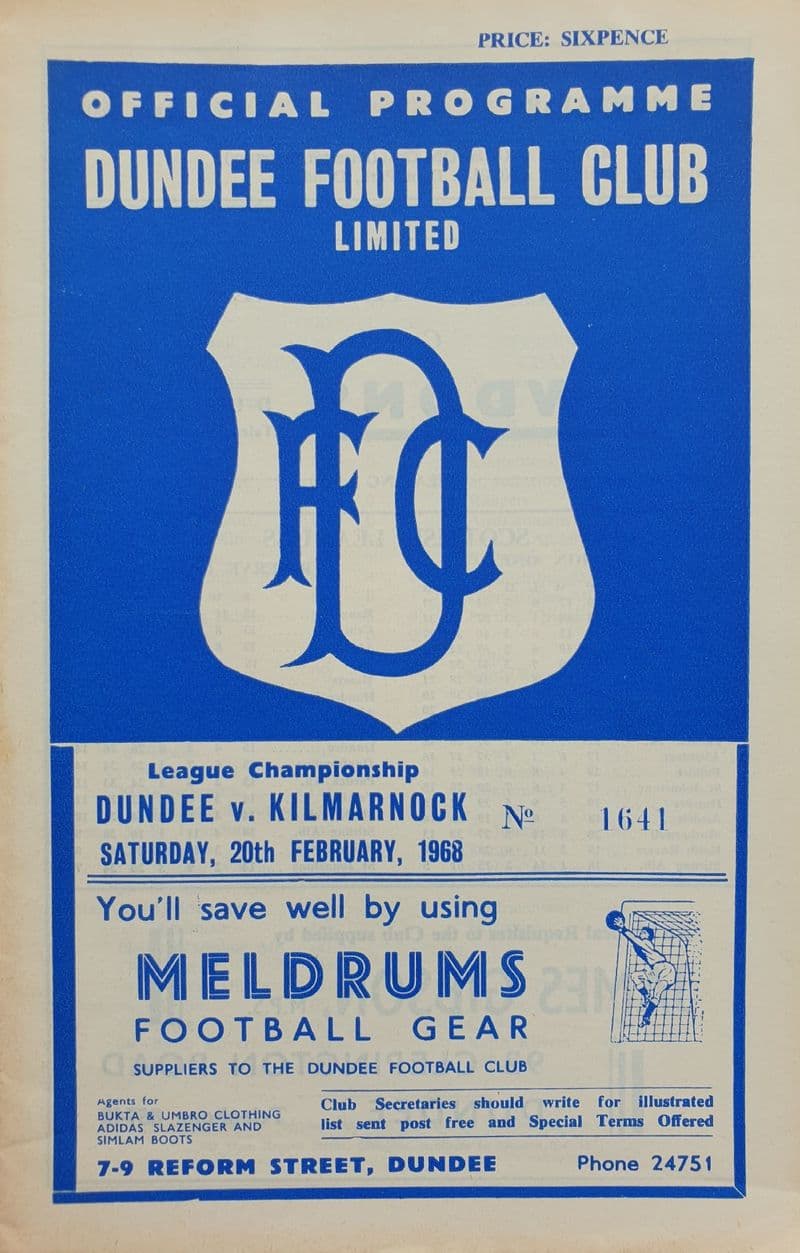 PRICE: SIXPENCE
OFFICIAL PROGRAMME
DUNDEE FOOTBALL CLUB
LIMITED
DFC
League Championship
DUNDEE v. KILMARNOCK
Nº 1641
SATURDAY, 20th FEBRUARY, 1968
You'll save well by using
MELDRUMS
FOOTBALL GEAR
SUPPLIERS TO THE DUNDEE FOOTBALL CLUB
Agents for
BUKTA & UMBRO CLOTHING
ADIDAS SLAZENGER AND
SIMLAM BOOTS
Club Secretaries should write for illustrated
list sent post free and Special Terms Offered
7-9 REFORM STREET, DUNDEE
Phone 24751